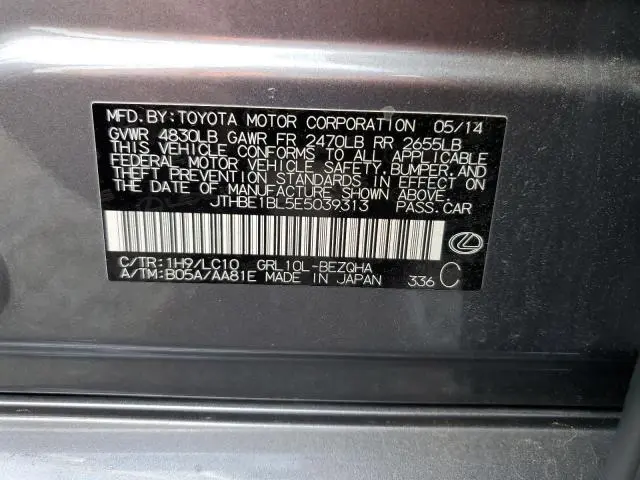 MFD.BY:TOYOTA MOTOR CORPORATION 05/14
GVWR 4830LB GAWR FR 2470LB RR 2655LB
THIS VEHICLE CONFORMS TO ALL APPLICABLE
FEDERAL MOTOR VEHICLE SAFETY,BUMPER,AND
THEFT PREVENTION STANDARDS IN EFFECT ON
THE DATE OF MANUFACTURE SHOWN ABOVE.
JTHBE1BL5E5039313 PASS.CAR
C/TR:1H9/LC10 GRL10L-BEZQHA
A/TM:B05A/AA81E MADE IN JAPAN 336 C